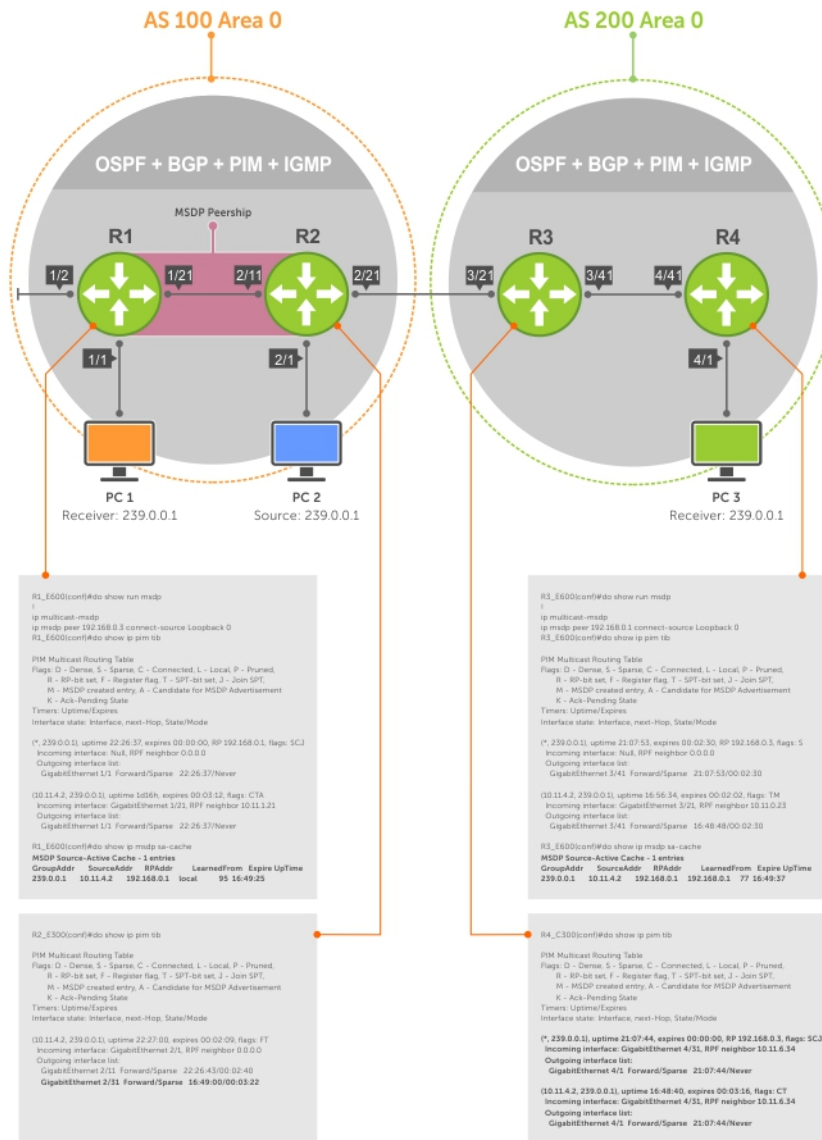 AS 100 Area 0
AS 200 Area 0
OSPF + BGP + PIM + IGMP
OSPF + BGP + PIM + IGMP
MSDP Peership
R1
R2
R3
R4
1/2
1/21
2/11
2/21
3/21
3/41
4/41
1/1
2/1
4/1
PC 1
Receiver: 239.0.0.1
PC 2
Source: 239.0.0.1
PC 3
Receiver: 239.0.0.1
R1_E600(conf)#do show run msdp
!
ip multicast-msdp
ip msdp peer 192.168.0.3 connect-source Loopback 0
R1_E600(conf)#do show ip pim tib
PIM Multicast Routing Table
Flags: D - Dense, S - Sparse, C - Connected, L - Local, P - Pruned,
R - RP-bit set, F - Register flag, T - SPT-bit set, J - Join SPT,
M - MSDP created entry, A - Candidate for MSDP Advertisement
K - Ack-Pending State
Timers: Uptime/Expires
Interface state: Interface, next-Hop, State/Mode
(*, 239.0.0.1), uptime 22:26:37, expires 00:00:00, RP 192.168.0.1, flags: SCJ
Incoming interface: Null, RPF neighbor 0.0.0.0
Outgoing interface list:
GigabitEthernet 1/1 Forward/Sparse 22:26:37/Never
(10.11.4.2, 239.0.0.1), uptime 1d16h, expires 00:03:12, flags: CTA
Incoming interface: GigabitEthernet 1/21, RPF neighbor 10.11.1.21
Outgoing interface list:
GigabitEthernet 1/1 Forward/Sparse 22:26:37/Never
R1_E600(conf)#do show ip msdp sa-cache
MSDP Source-Active Cache - 1 entries
GroupAddr SourceAddr RPAddr LearnedFrom Expire UpTime
239.0.0.1 10.11.4.2 192.168.0.1 local 95 16:49:25
R3_E600(conf)#do show run msdp
!
ip multicast-msdp
ip msdp peer 192.168.0.1 connect-source Loopback 0
R3_E600(conf)#do show ip pim tib
PIM Multicast Routing Table
Flags: D - Dense, S - Sparse, C - Connected, L - Local, P - Pruned,
R - RP-bit set, F - Register flag, T - SPT-bit set, J - Join SPT,
M - MSDP created entry, A - Candidate for MSDP Advertisement
K - Ack-Pending State
Timers: Uptime/Expires
Interface state: Interface, next-Hop, State/Mode
(*, 239.0.0.1), uptime 21:07:53, expires 00:02:30, RP 192.168.0.3, flags: S
Incoming interface: Null, RPF neighbor 0.0.0.0
Outgoing interface list:
GigabitEthernet 3/41 Forward/Sparse 21:07:53/00:02:30
(10.11.4.2, 239.0.0.1), uptime 16:56:34, expires 00:02:02, flags: TM
Incoming interface: GigabitEthernet 3/21, RPF neighbor 10.11.0.23
Outgoing interface list:
GigabitEthernet 3/41 Forward/Sparse 16:48:48/00:02:30
R3_E600(conf)#do show ip msdp sa-cache
MSDP Source-Active Cache - 1 entries
GroupAddr SourceAddr RPAddr LearnedFrom Expire UpTime
239.0.0.1 10.11.4.2 192.168.0.1 192.168.0.1 77 16:49:37
R2_E300(conf)#do show ip pim tib
PIM Multicast Routing Table
Flags: D - Dense, S - Sparse, C - Connected, L - Local, P - Pruned,
R - RP-bit set, F - Register flag, T - SPT-bit set, J - Join SPT,
M - MSDP created entry, A - Candidate for MSDP Advertisement
K - Ack-Pending State
Timers: Uptime/Expires
Interface state: Interface, next-Hop, State/Mode
(10.11.4.2, 239.0.0.1), uptime 22:27:00, expires 00:02:09, flags: FT
Incoming interface: GigabitEthernet 2/1, RPF neighbor 0.0.0.0
Outgoing interface list:
GigabitEthernet 2/11 Forward/Sparse 22:26:43/00:02:40
GigabitEthernet 2/31 Forward/Sparse 16:49:00/00:03:22
R4_C300(conf)#do show ip pim tib
PIM Multicast Routing Table
Flags: D - Dense, S - Sparse, C - Connected, L - Local, P - Pruned,
R - RP-bit set, F - Register flag, T - SPT-bit set, J - Join SPT,
M - MSDP created entry, A - Candidate for MSDP Advertisement
K - Ack-Pending State
Timers: Uptime/Expires
Interface state: Interface, next-Hop, State/Mode
(*, 239.0.0.1), uptime 21:07:44, expires 00:00:00, RP 192.168.0.3, flags: SCJ
Incoming interface: GigabitEthernet 4/31, RPF neighbor 10.11.6.34
Outgoing interface list:
GigabitEthernet 4/1 Forward/Sparse 21:07:44/Never
(10.11.4.2, 239.0.0.1), uptime 16:48:40, expires 00:03:16, flags: CT
Incoming interface: GigabitEthernet 4/31, RPF neighbor 10.11.6.34
Outgoing interface list:
GigabitEthernet 4/1 Forward/Sparse 21:07:44/Never